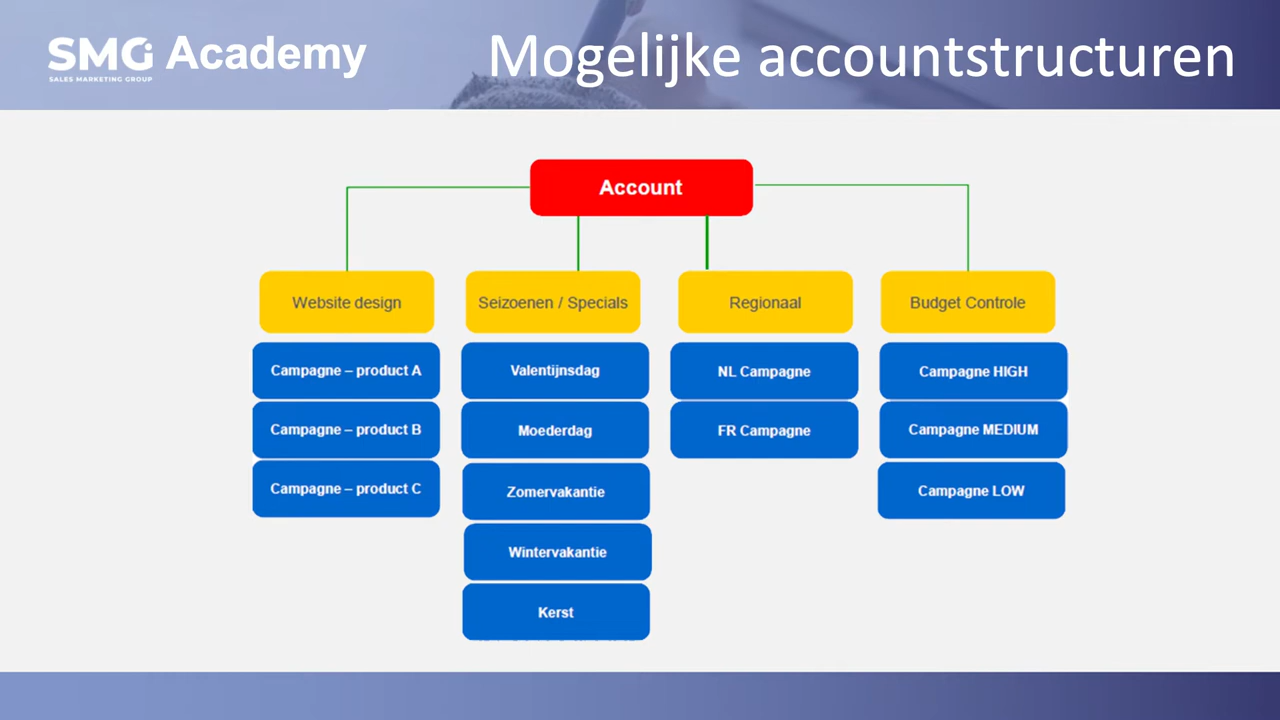 SMG Academy
SALES MARKETING GROUP
Mogelijke accountstructuren
Account
Website design
Campagne – product A
Campagne – product B
Campagne – product C
Seizoenen / Specials
Valentijnsdag
Moederdag
Zomervakantie
Wintervakantie
Kerst
Regionaal
NL Campagne
FR Campagne
Budget Controle
Campagne HIGH
Campagne MEDIUM
Campagne LOW